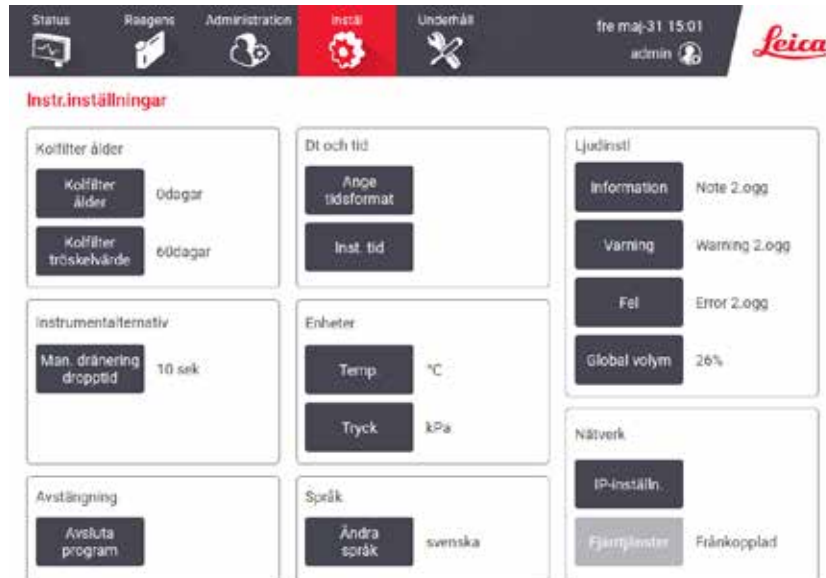 Status
Reagens
Administration
Instäl
Underhåll
fre maj-31 15:01
admin
Leica
Instr.inställningar
Kolfilter ålder
Kolfilter
ålder
0dagar
Kolfilter
tröskelvärde
60dagar
Dt och tid
Ange
tidsformat
Inst. tid
Ljudinstl
Information
Note 2.ogg
Varning
Warning 2.ogg
Fel
Error 2.ogg
Global volym
26%
Instrumentalternativ
Man. dränering
dropptid
10 sek
Enheter
Temp
°C
Tryck
kPa
Nätverk
IP-inställn.
Fjärrtjänster
Frånkopplad
Avstängning
Avsluta
program
Språk
Ändra
språk
svenska